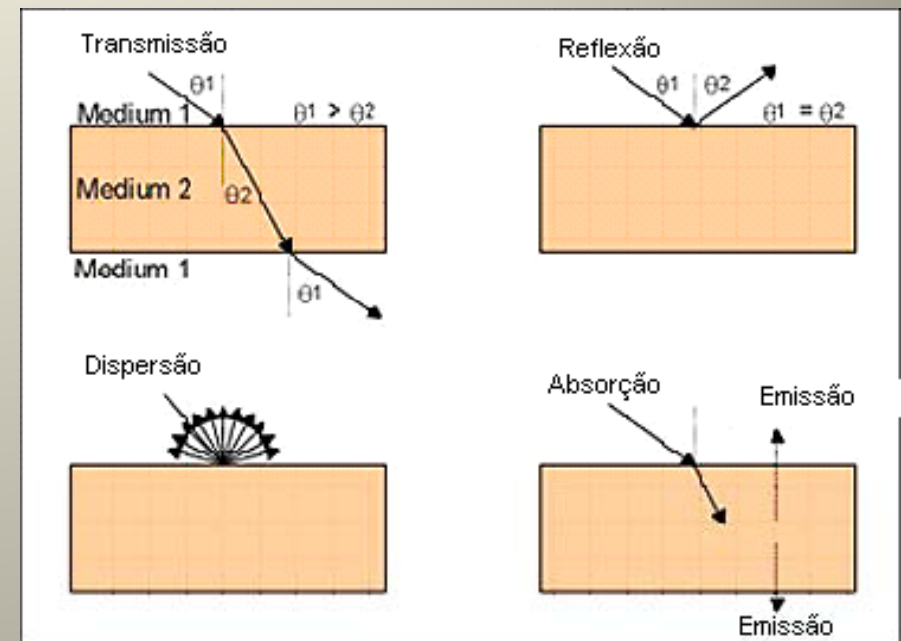 Transmissão
θ1
Medium 1
θ1 > θ2
Medium 2
θ2
Medium 1
θ1
Reflexão
θ1
θ2
θ1 = θ2
Dispersão
Absorção
Emissão
Emissão